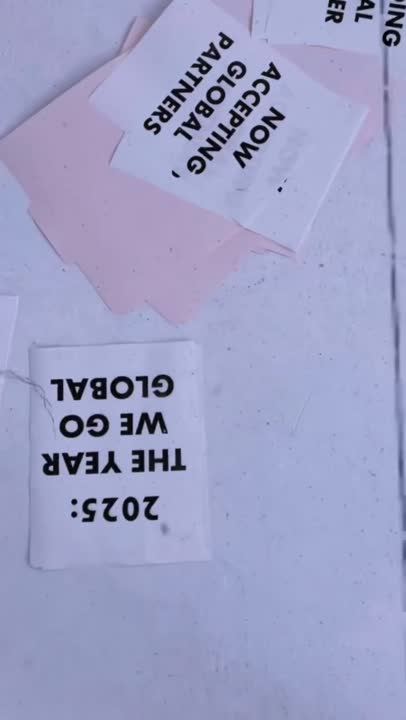 NOW
ACCEPTING
GLOBAL
PARTNERS
2025:
THE YEAR
WE GO
GLOBAL